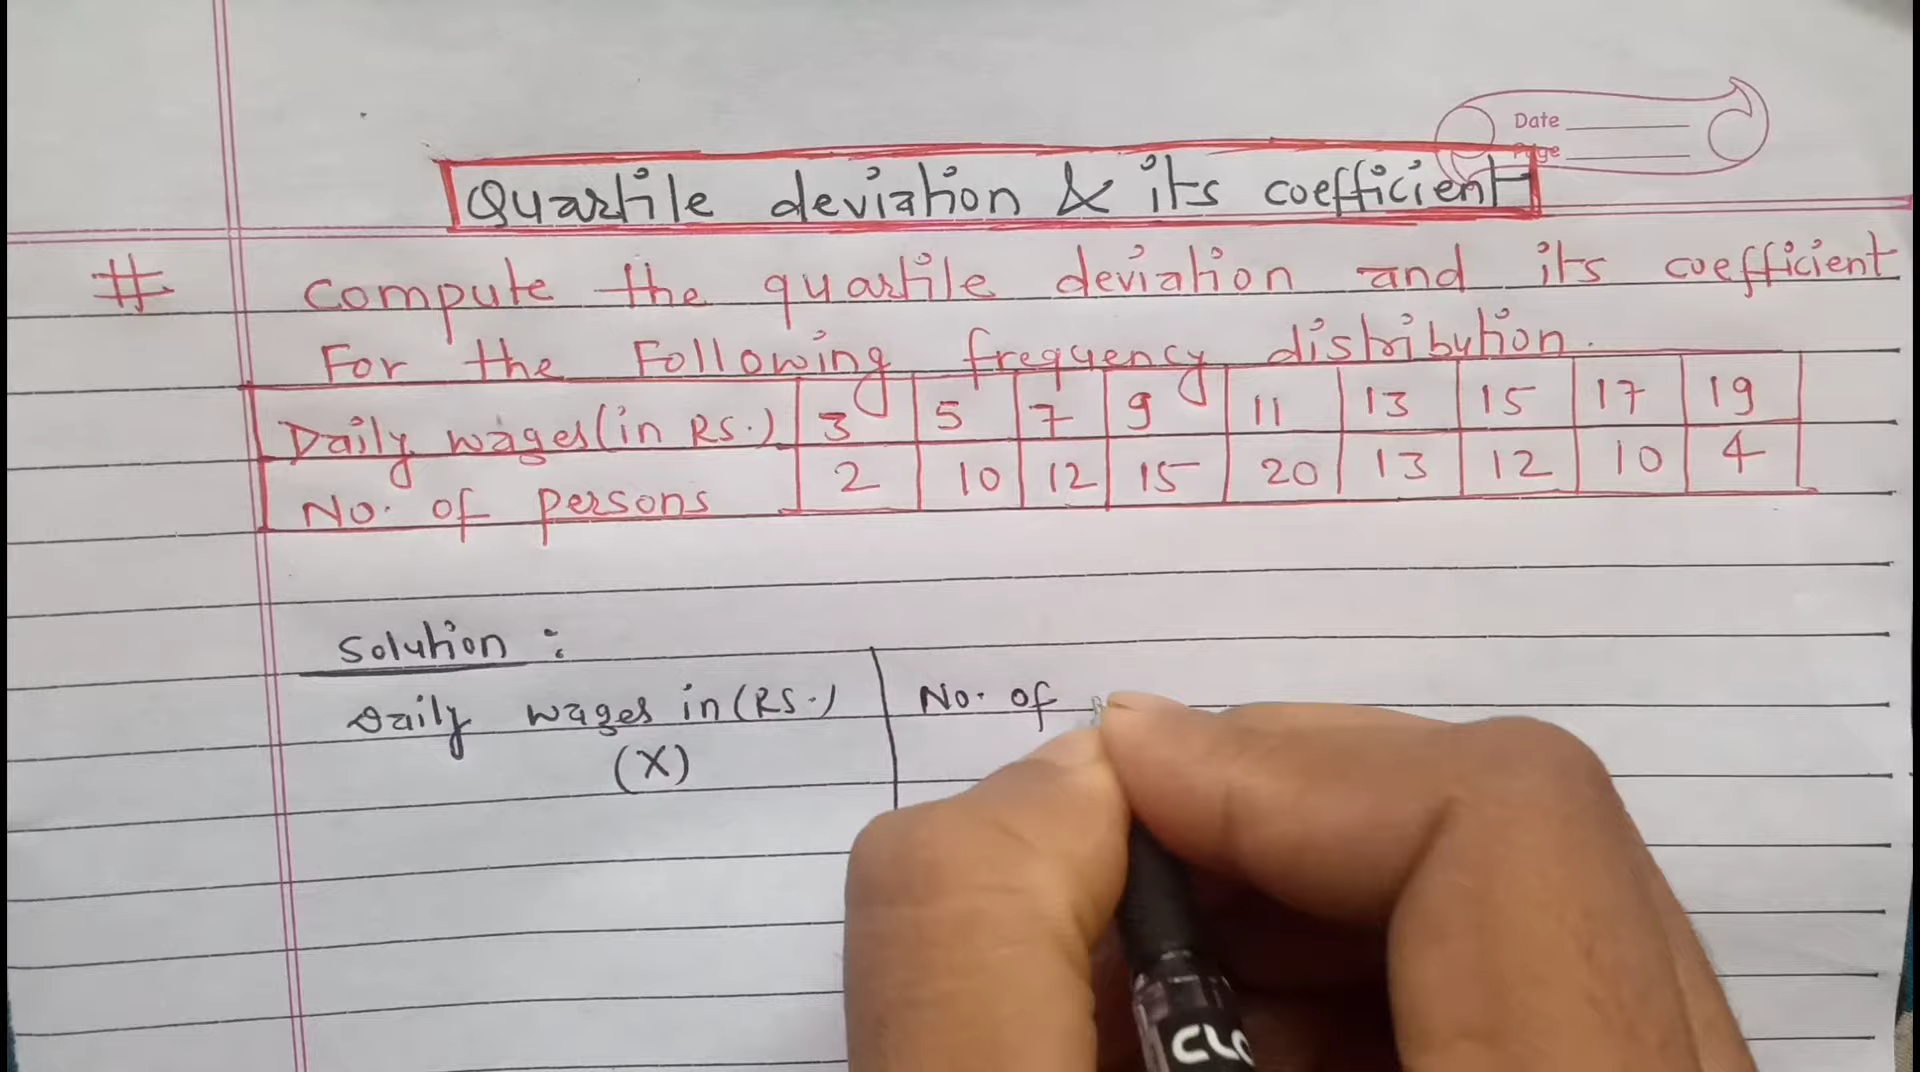 Date
Page
Quartile deviation & its coefficient
# Compute the quartile deviation and its coefficient
For the Following frequency distribution.
Daily wages (in RS.) 3 5 7 9 11 13 15 17 19
No. of persons 2 10 12 15 20 13 12 10 4
Solution :
Daily wages in (RS.) No. of
(X)